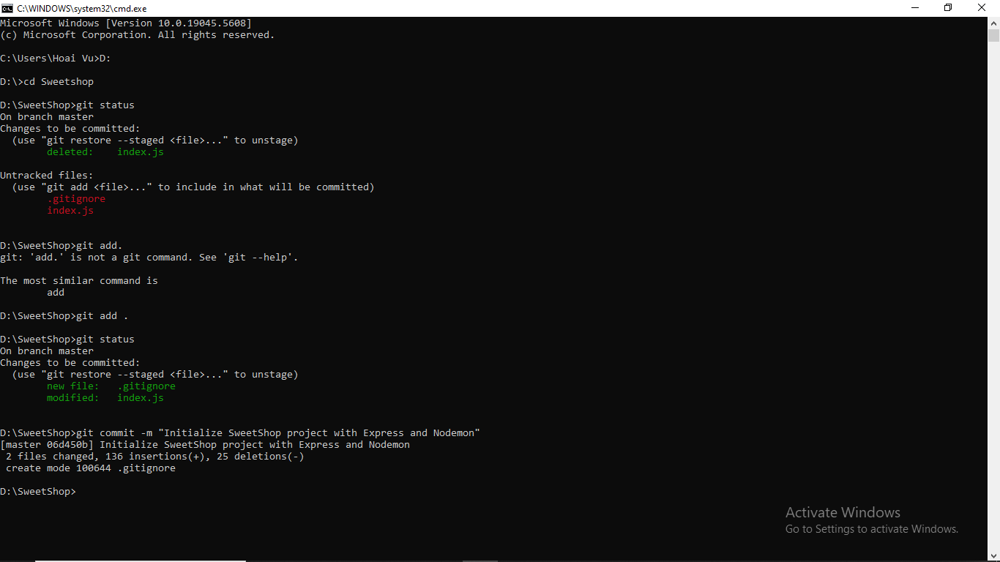 C:\WINDOWS\system32\cmd.exe
Microsoft Windows [Version 10.0.19045.5608]
(c) Microsoft Corporation. All rights reserved.
C:\Users\Hoai Vu>D:
D:\>cd Sweetshop
D:\SweetShop>git status
On branch master
Changes to be committed:
  (use "git restore --staged <file>..." to unstage)
        deleted:    index.js
Untracked files:
  (use "git add <file>..." to include in what will be committed)
        .gitignore
        index.js
D:\SweetShop>git add.
git: 'add.' is not a git command. See 'git --help'.
The most similar command is
        add
D:\SweetShop>git add .
D:\SweetShop>git status
On branch master
Changes to be committed:
  (use "git restore --staged <file>..." to unstage)
        new file:   .gitignore
        modified:   index.js
D:\SweetShop>git commit -m "Initialize SweetShop project with Express and Nodemon"
[master 06d450b] Initialize SweetShop project with Express and Nodemon
 2 files changed, 136 insertions(+), 25 deletions(-)
 create mode 100644 .gitignore
D:\SweetShop>
Activate Windows
Go to Settings to activate Windows.